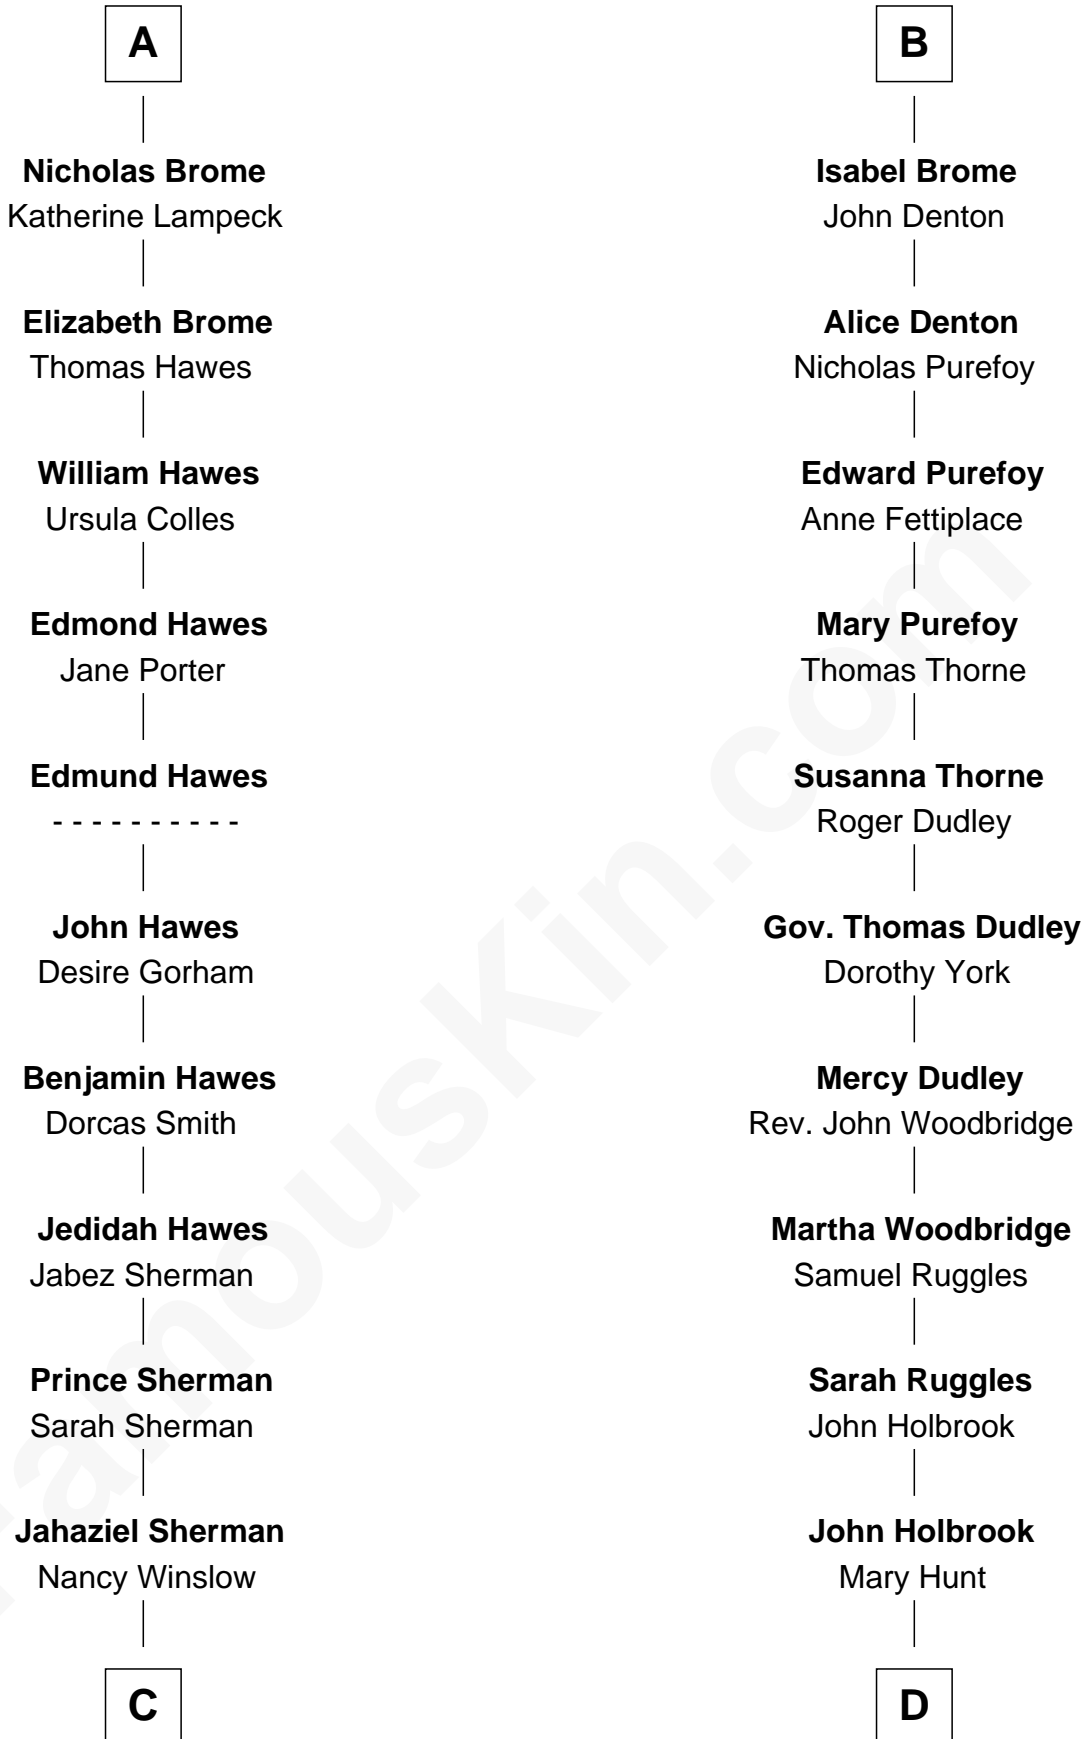 A
Nicholas Brome
Katherine Lampeck
Elizabeth Brome
Thomas Hawes
William Hawes
Ursula Colles
Edmond Hawes
Jane Porter
Edmund Hawes
- - - - - - - - - -
John Hawes
Desire Gorham
Benjamin Hawes
Dorcas Smith
Jedidah Hawes
Jabez Sherman
Prince Sherman
Sarah Sherman
Jahaziel Sherman
Nancy Winslow
C
B
Isabel Brome
John Denton
Alice Denton
Nicholas Purefoy
Edward Purefoy
Anne Fettiplace
Mary Purefoy
Thomas Thorne
Susanna Thorne
Roger Dudley
Gov. Thomas Dudley
Dorothy York
Mercy Dudley
Rev. John Woodbridge
Martha Woodbridge
Samuel Ruggles
Sarah Ruggles
John Holbrook
John Holbrook
Mary Hunt
D
FamousKin.com